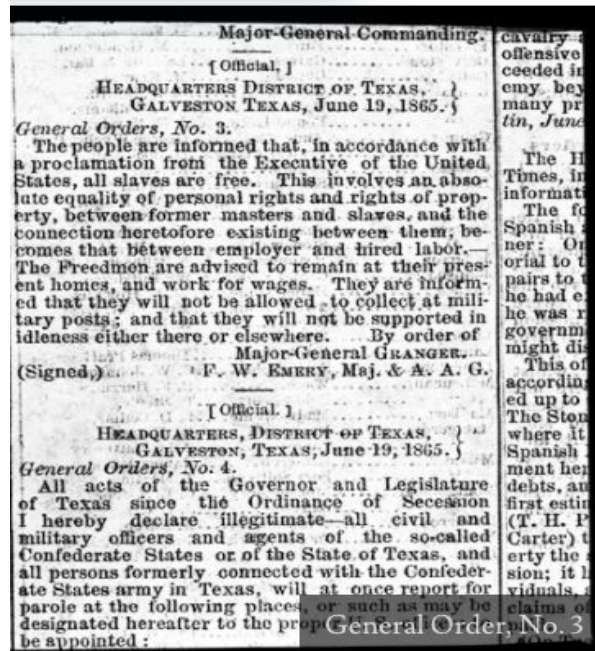 Major-General Commanding.
[Official.]
HEADQUARTERS DISTRICT OF TEXAS, }
GALVESTON TEXAS, June 19, 1865. }
General Orders, No. 3.
The people are informed that, in accordance with
a proclamation from the Executive of the United
States, all slaves are free. This involves an abso-
lute equality of personal rights and rights of prop-
erty, between former masters and slaves, and the
connection heretofore existing between them, be-
comes that between employer and hired labor.—
The Freedmen are advised to remain at their pres-
ent homes, and work for wages. They are inform-
ed that they will not be allowed to collect at mili-
tary posts; and that they will not be supported in
idleness either there or elsewhere. By order of
Major-General GRANGER.
(Signed,) F. W. EMERY, Maj. & A. A. G.
[Official.]
HEADQUARTERS, DISTRICT OF TEXAS, }
GALVESTON, TEXAS, June 19, 1865. }
General Orders, No. 4.
All acts of the Governor and Legislature
of Texas since the Ordinance of Secession
I hereby declare illegitimate—all civil and
military officers and agents of the so-called
Confederate States or of the State of Texas, and
all persons formerly connected with the Confeder-
ate States army in Texas, will at once report for
parole at the following places, or such as may be
designated hereafter to the
be appointed:
cavalry
offensive
ceeded in
emy bey
many pr
tin, June
The H
Times, in
informati
The fo
Spanish
ner: On
orial to t
pairs to t
he had e
he was r
governme
might dis
This of
according
ed up to
The Ston
where it
Spanish
ment her
debts, an
first estim
(T. H. P
Carter) t
erty the
sion; it h
viduals,
claims of
General Order, No. 3